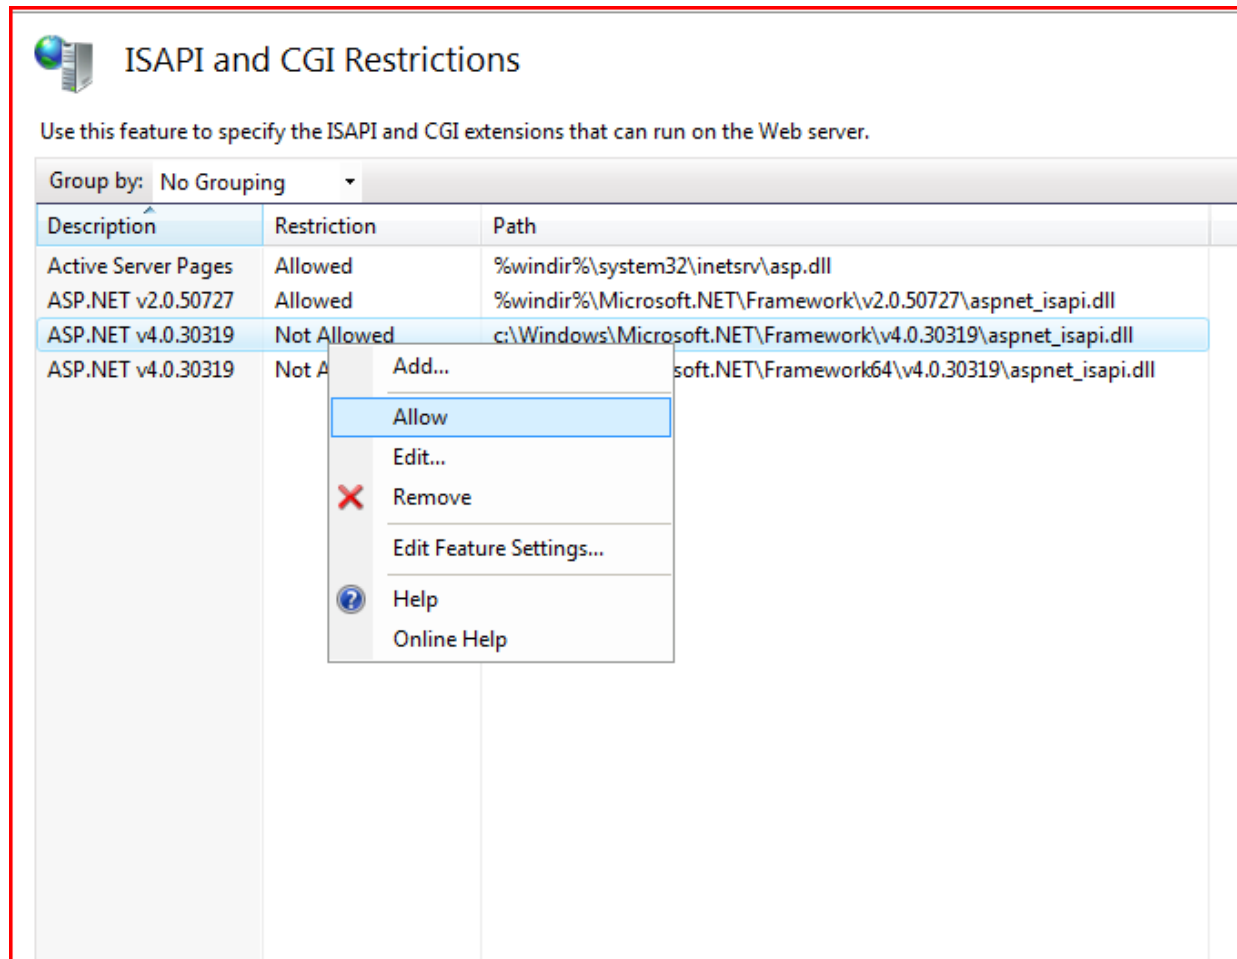 ISAPI and CGI Restrictions
Use this feature to specify the ISAPI and CGI extensions that can run on the Web server.
Group by: No Grouping
Description Restriction Path
Active Server Pages Allowed %windir%\system32\inetsrv\asp.dll
ASP.NET v2.0.50727 Allowed %windir%\Microsoft.NET\Framework\v2.0.50727\aspnet_isapi.dll
ASP.NET v4.0.30319 Not Allowed c:\Windows\Microsoft.NET\Framework\v4.0.30319\aspnet_isapi.dll
ASP.NET v4.0.30319 Not A soft.NET\Framework64\v4.0.30319\aspnet_isapi.dll
Add...
Allow
Edit...
Remove
Edit Feature Settings...
Help
Online Help